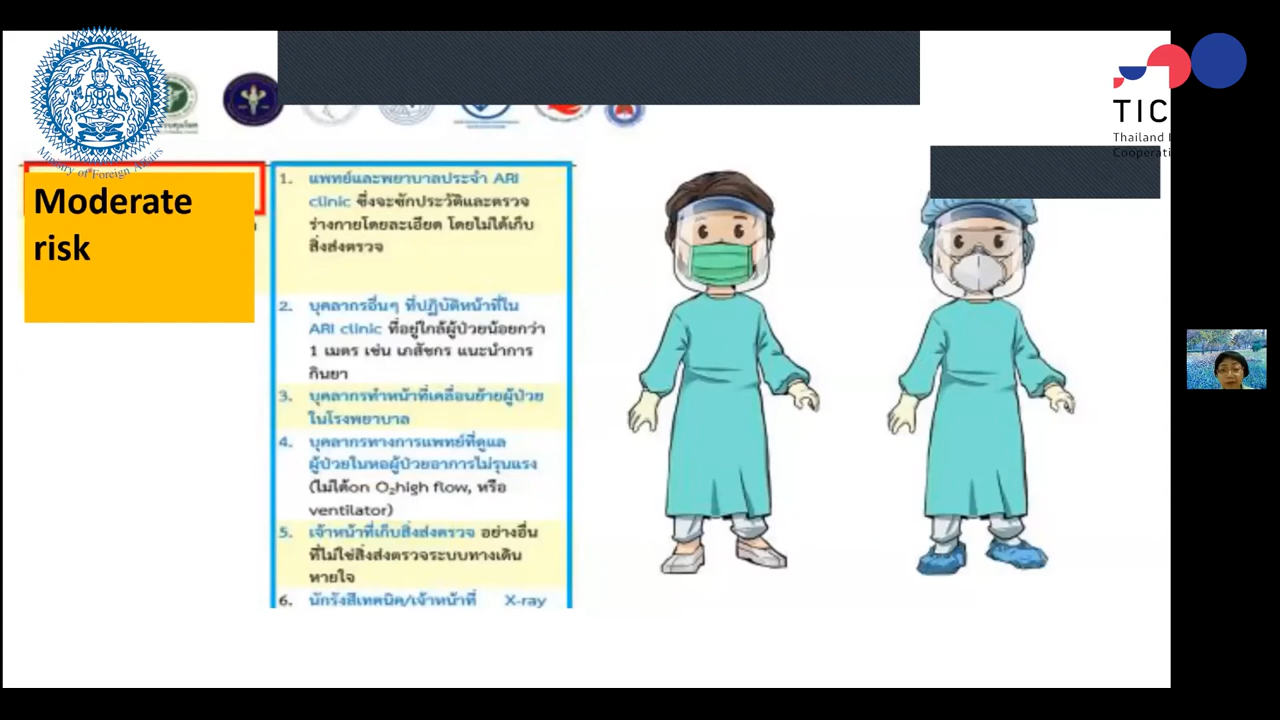 Ministry of Foreign Affairs
TIC
Thailand I
Cooperati
Moderate
risk
1. แพทย์และพยาบาลประจำ ARI
clinic ซึ่งจะซักประวัติและตรวจ
ร่างกายโดยละเอียด โดยไม่ได้เก็บ
สิ่งส่งตรวจ
2. บุคลากรอื่นๆ ที่ปฏิบัติหน้าที่ใน
ARI clinic ที่อยู่ใกล้ผู้ป่วยน้อยกว่า
1 เมตร เช่น เภสัชกร แนะนำการ
กินยา
3. บุคลากรทำหน้าที่เคลื่อนย้ายผู้ป่วย
ในโรงพยาบาล
4. บุคลากรทางการแพทย์ที่ดูแล
ผู้ป่วยในหอผู้ป่วยอาการไม่รุนแรง
(ไม่ได้on O₂high flow, หรือ
ventilator)
5. เจ้าหน้าที่เก็บสิ่งส่งตรวจ อย่างอื่น
ที่ไม่ใช่สิ่งส่งตรวจระบบทางเดิน
หายใจ
6. นักรังสีเทคนิค/เจ้าหน้าที่ X-ray